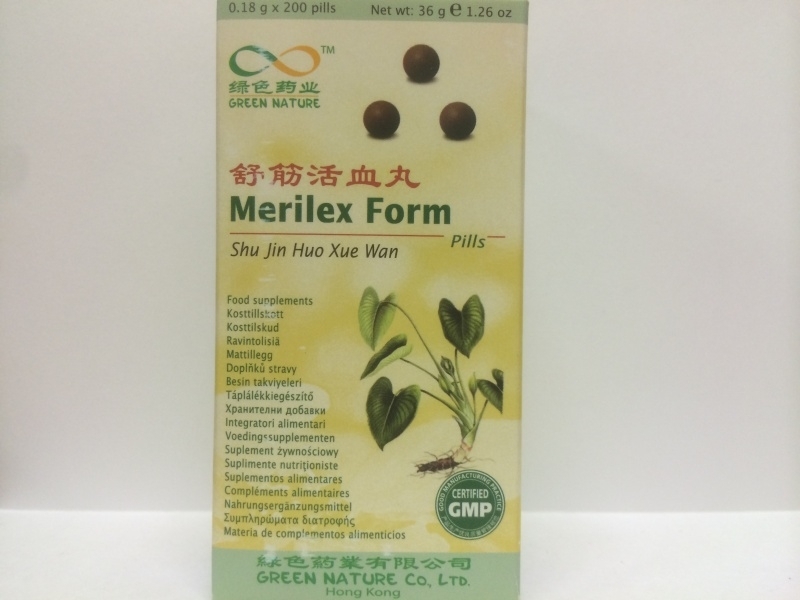 0.18 g x 200 pills Net wt: 36 g ℮ 1.26 oz
TM
绿色药业
GREEN NATURE
舒筋活血丸
Merilex Form
Pills
Shu Jin Huo Xue Wan
Food supplements
Kosttillskott
Kosttilskud
Ravintolisiä
Mattillegg
Doplňků stravy
Besin takviyeleri
Táplálékkiegészítő
Хранителни добавки
Integratori alimentari
Voedingssupplementen
Suplement żywnościowy
Suplimente nutriţioniste
Suplementos alimentares
Compléments alimentaires
Nahrungsergänzungsmittel
Συμπληρώματα διατροφής
Materia de complementos alimenticios
GOOD MANUFACTURING PRACTICE
CERTIFIED
GMP
綠色藥業有限公司
GREEN NATURE CO., LTD.
Hong Kong